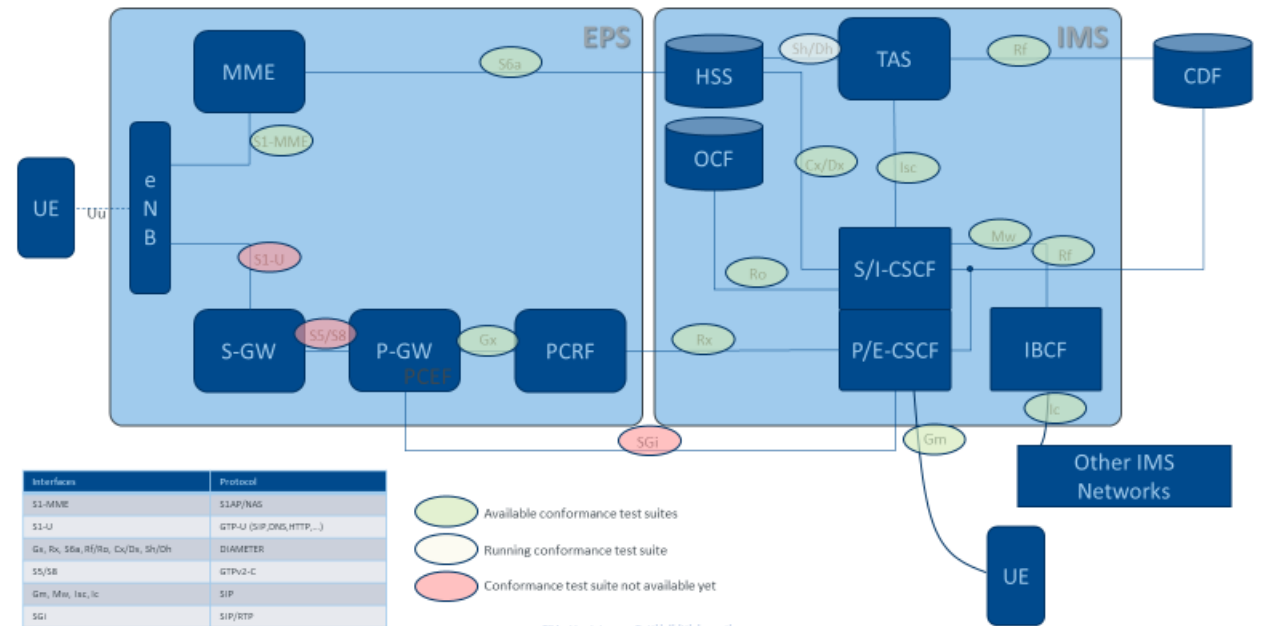 EPS
IMS
MME
S6a
HSS
Sh/Dh
TAS
Rf
CDF
S1-MME
OCF
Cx/Dx
Isc
UE
Uu
eNB
S1-U
Ro
S/I-CSCF
Mw
Rf
S-GW
S5/S8
P-GW
PCEF
Gx
PCRF
Rx
P/E-CSCF
IBCF
Ic
SGi
Gm
Other IMS
Networks
UE
Interfaces Protocol
S1-MME S1AP/NAS
S1-U GTP-U (SIP,DNS,HTTP,...)
Gx, Rx, S6a, Rf/Ro, Cx/Dx, Sh/Dh DIAMETER
S5/S8 GTPv2-C
Gm, Mw, Isc, Ic SIP
SGi SIP/RTP
Available conformance test suites
Running conformance test suite
Conformance test suite not available yet